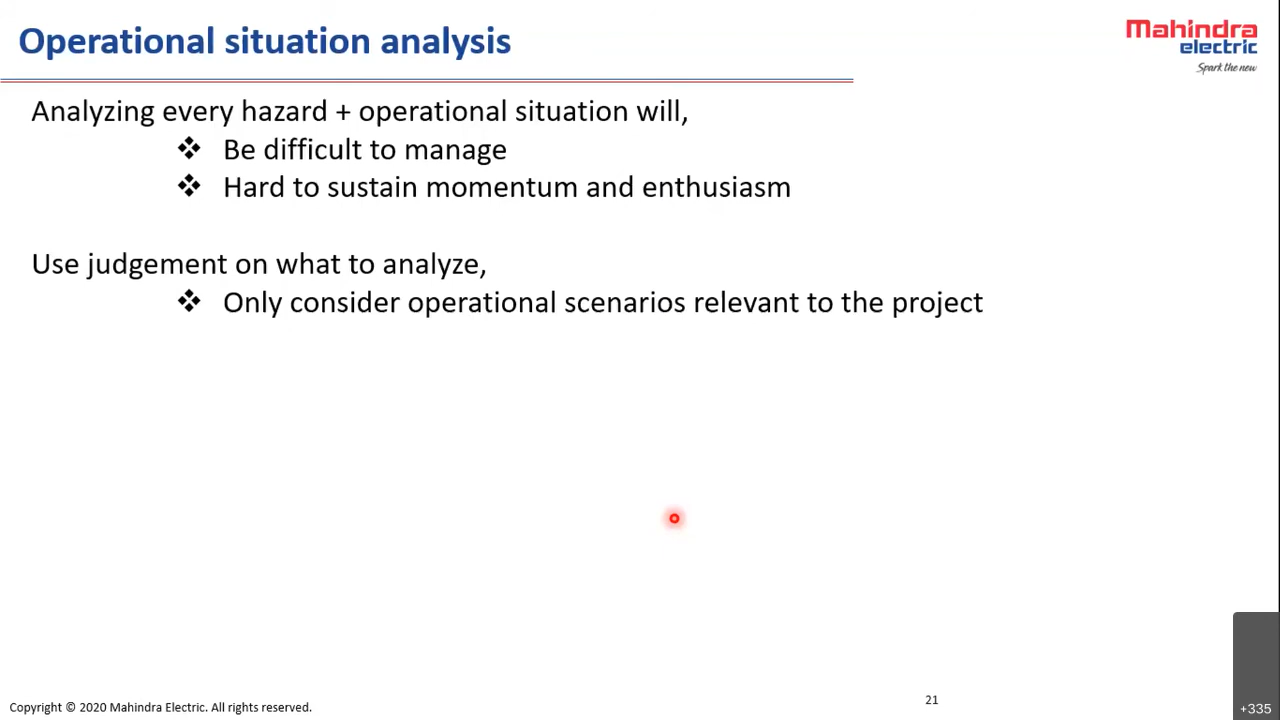 Operational situation analysis
Mahindra
electric
Spark the new
Analyzing every hazard + operational situation will,
❖ Be difficult to manage
❖ Hard to sustain momentum and enthusiasm
Use judgement on what to analyze,
❖ Only consider operational scenarios relevant to the project
Copyright © 2020 Mahindra Electric. All rights reserved.
21
+335